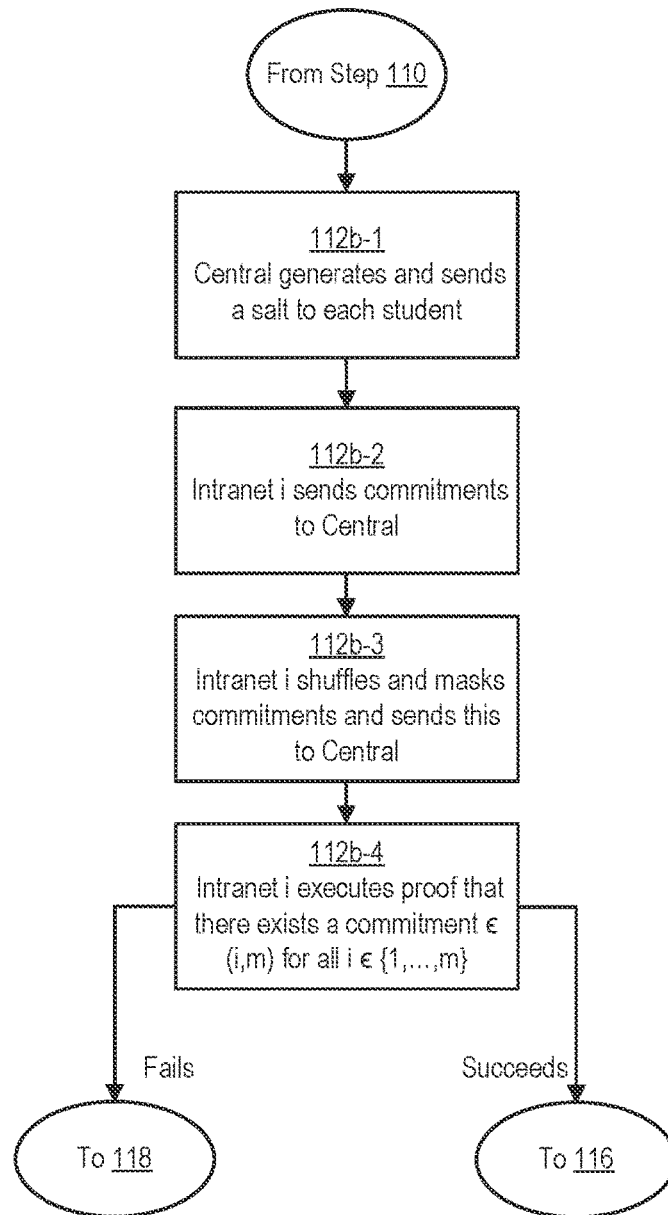 From Step 110
112b-1
Central generates and sends
a salt to each student
112b-2
Intranet i sends commitments
to Central
112b-3
Intranet i shuffles and masks
commitments and sends this
to Central
112b-4
Intranet i executes proof that
there exists a commitment ϵ
(i,m) for all i ϵ {1,...,m}
Fails
Succeeds
To 118
To 116